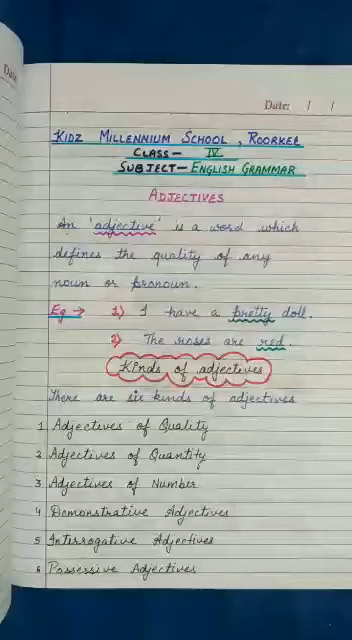 Date
Date: / /
KIDZ MILLENNIUM SCHOOL, ROORKEE
CLASS- IV
SUBJECT- ENGLISH GRAMMAR
ADJECTIVES
An 'adjective' is a word which
defines the quality of any
noun or pronoun.
Eg → 1) I have a pretty doll.
2) The roses are red.
Kinds of adjectives
There are six kinds of adjectives
1 Adjectives of Quality
2 Adjectives of Quantity
3 Adjectives of Number
4 Demonstrative Adjectives
5 Interrogative Adjectives
6 Possessive Adjectives